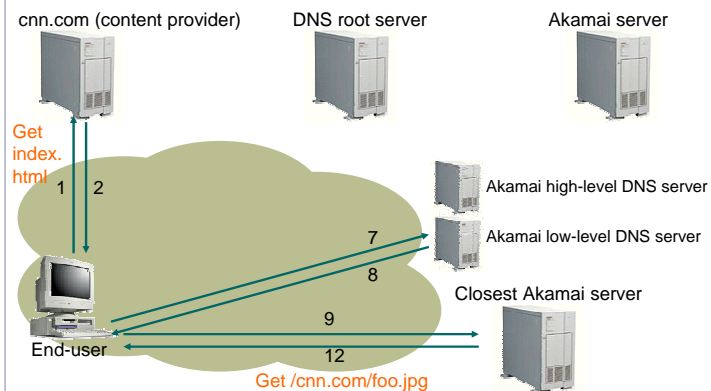 cnn.com (content provider)
DNS root server
Akamai server
Get
index.
html
1
2
Akamai high-level DNS server
7
Akamai low-level DNS server
8
Closest Akamai server
9
End-user
12
Get /cnn.com/foo.jpg